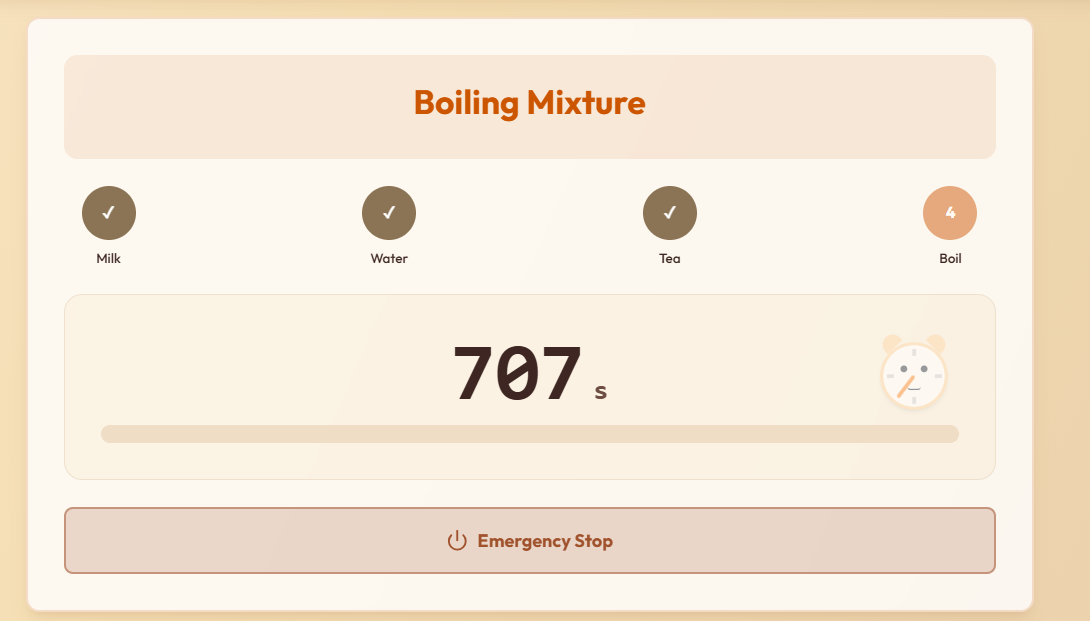 Boiling Mixture
✓ ✓ ✓ 4
Milk Water Tea Boil
707 s
Emergency Stop